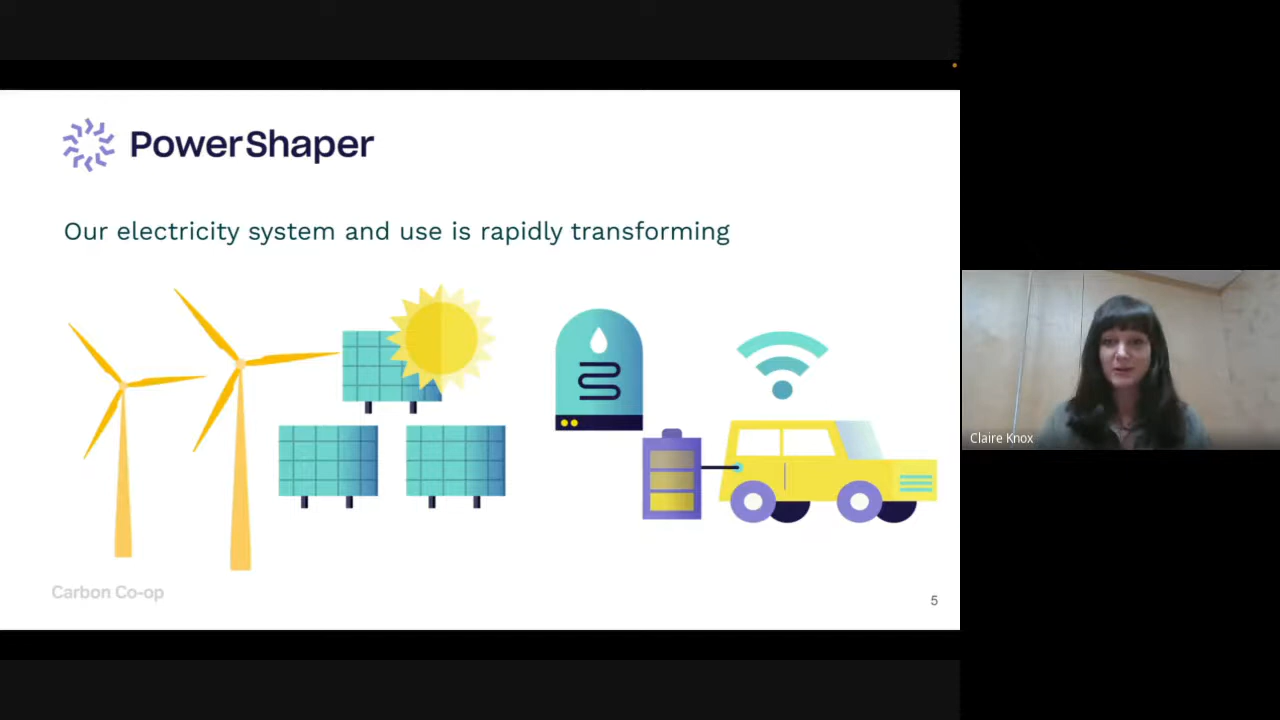 PowerShaper
Our electricity system and use is rapidly transforming
Carbon Co-op
5
Claire Knox